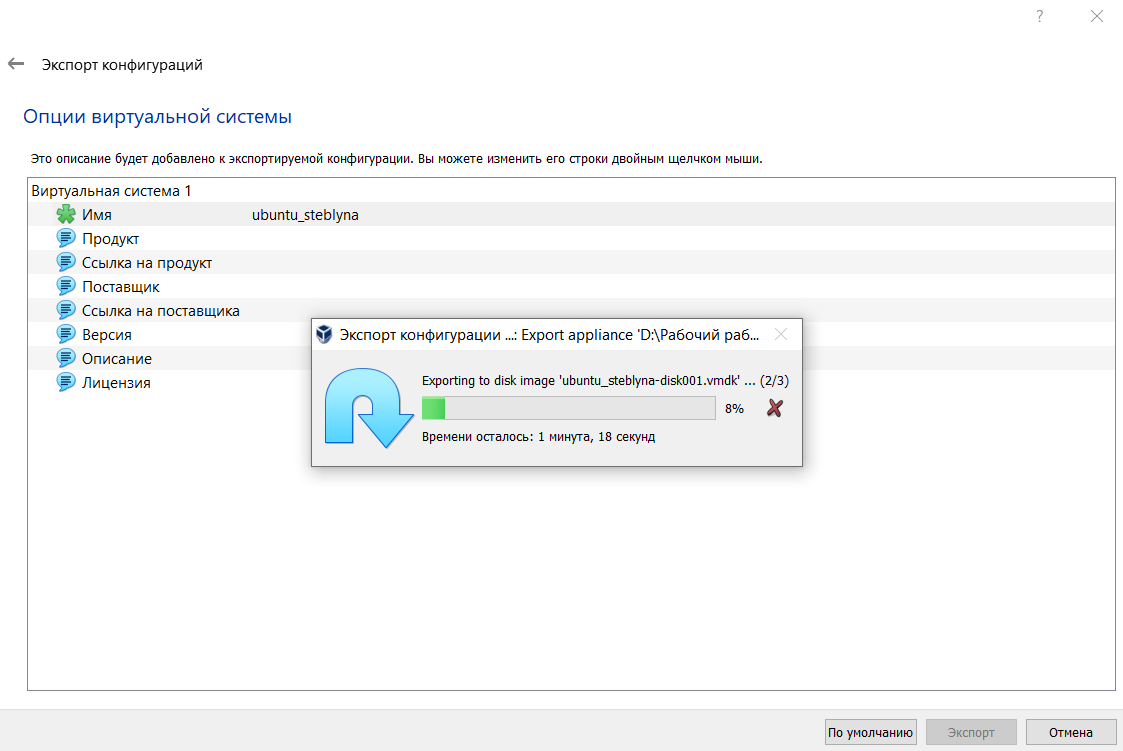 ?
Экспорт конфигураций
Опции виртуальной системы
Это описание будет добавлено к экспортируемой конфигурации. Вы можете изменить его строки двойным щелчком мыши.
Виртуальная система 1
Имя ubuntu_steblyna
Продукт
Ссылка на продукт
Поставщик
Ссылка на поставщика
Версия
Описание
Лицензия
Экспорт конфигурации ...: Export appliance 'D:\Рабочий раб...
Exporting to disk image 'ubuntu_steblyna-disk001.vmdk' ... (2/3)
8%
Времени осталось: 1 минута, 18 секунд
По умолчанию Экспорт Отмена